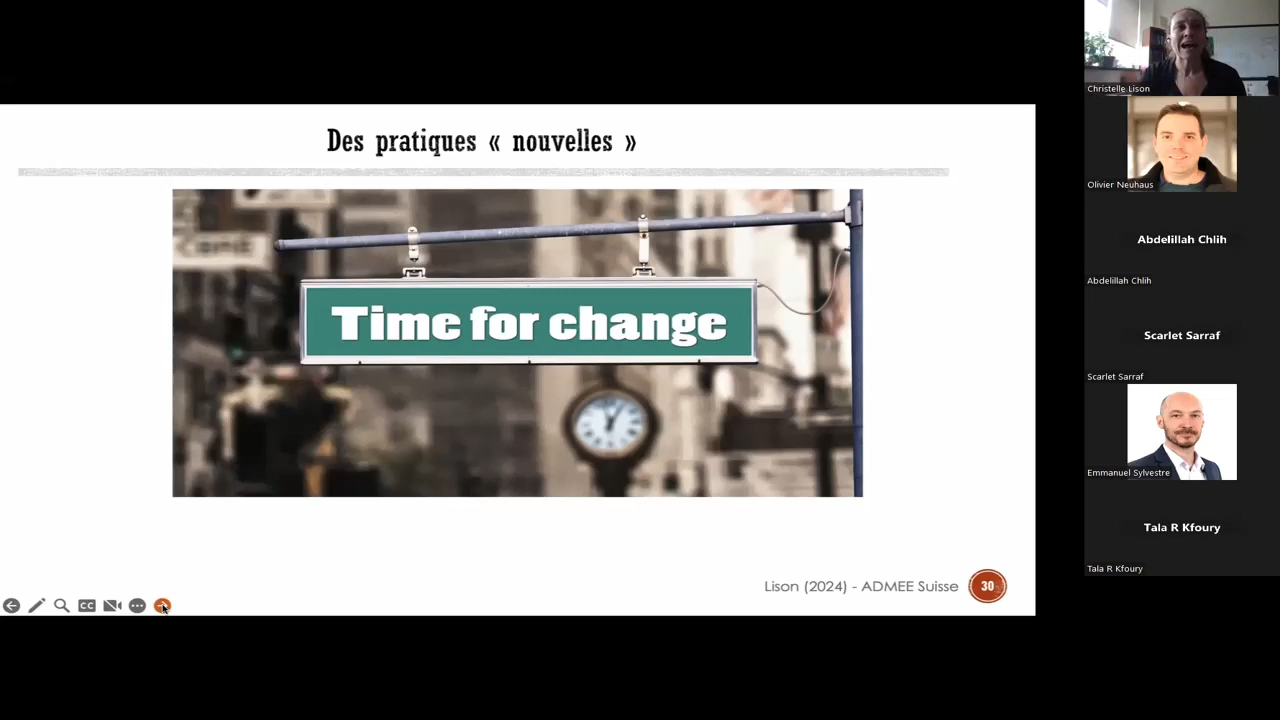 Des pratiques « nouvelles »
Time for change
Lison (2024) - ADMEE Suisse
30
CC
Christelle Lison
Olivier Neuhaus
Abdelillah Chlih
Abdelillah Chlih
Scarlet Sarraf
Scarlet Sarraf
Emmanuel Sylvestre
Tala R Kfoury
Tala R Kfoury